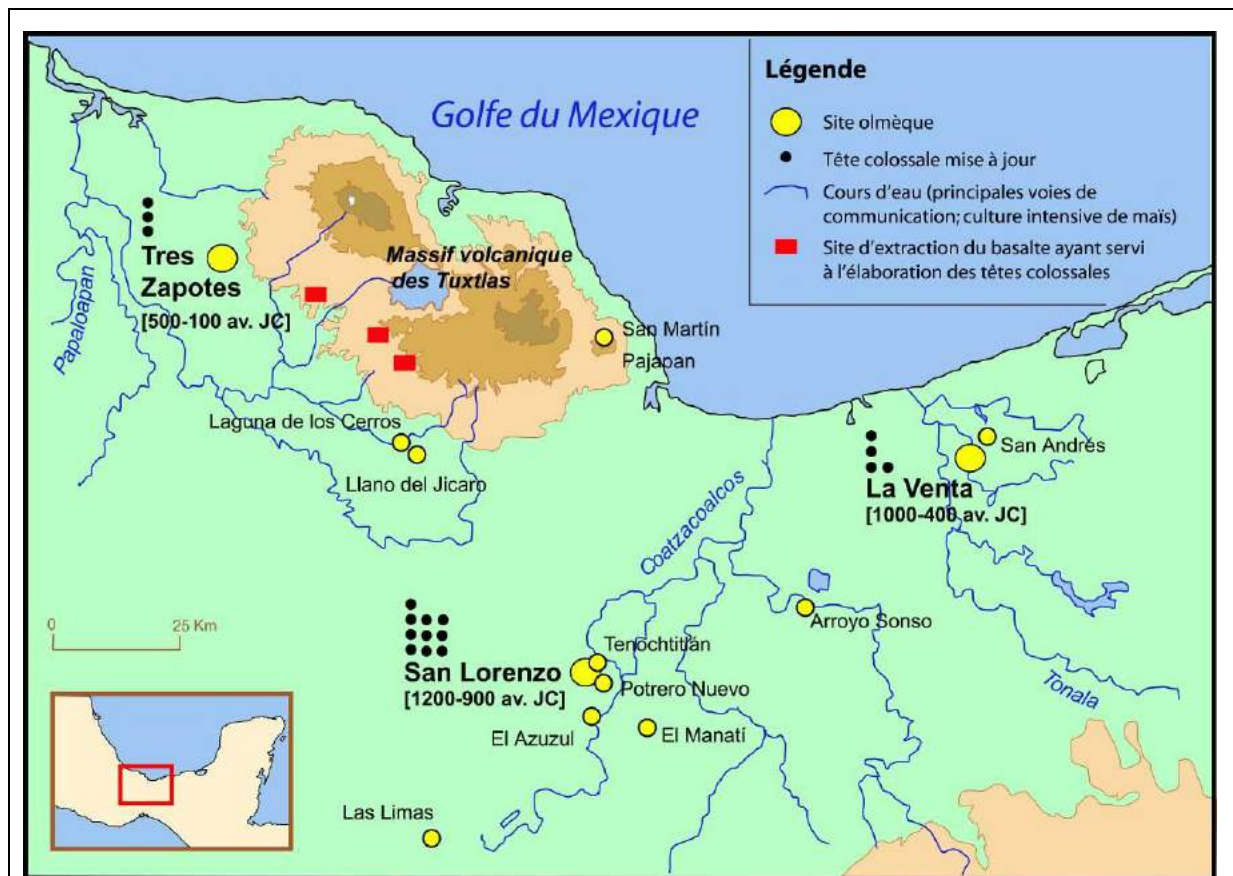 Golfe du Mexique
Légende
Site olmèque
Tête colossale mise à jour
Cours d'eau (principales voies de
communication; culture intensive de maïs)
Site d'extraction du basalte ayant servi
à l'élaboration des têtes colossales
Papaloapan
Tres
Zapotes
[500-100 av. JC]
Massif volcanique
des Tuxtlas
San Martín
Pajapan
Laguna de los Cerros
Llano del Jicaro
San Andrés
La Venta
[1000-400 av. JC]
Coatzacoalcos
0 25 Km
Arroyo Sonso
Tenochtitlán
San Lorenzo
[1200-900 av. JC]
Potrero Nuevo
El Azuzul
El Manatí
Tonala
Las Limas